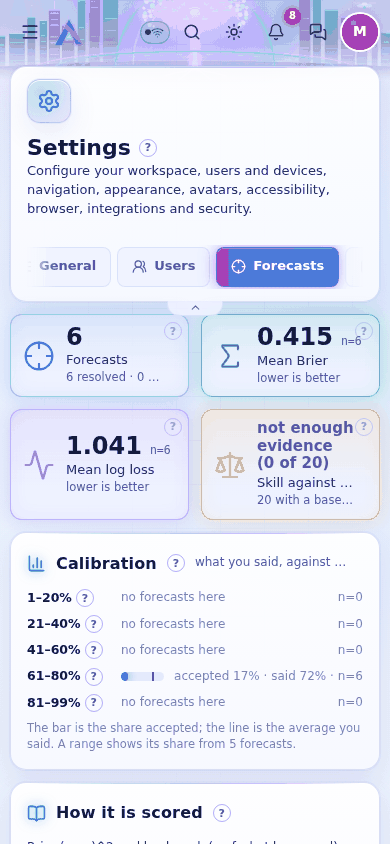 8
M
Settings ?
Configure your workspace, users and devices,
navigation, appearance, avatars, accessibility,
browser, integrations and security.
General Users Forecasts
6 ?
Forecasts
6 resolved · 0 ...
0.415 n=6 ?
Mean Brier
lower is better
1.041 n=6 ?
Mean log loss
lower is better
not enough ?
evidence
(0 of 20)
Skill against ...
20 with a base...
Calibration ? what you said, against ...
1–20% ? no forecasts here n=0
21–40% ? no forecasts here n=0
41–60% ? no forecasts here n=0
61–80% ? accepted 17% · said 72% · n=6
81–99% ? no forecasts here n=0
The bar is the share accepted; the line is the average you
said. A range shows its share from 5 forecasts.
How it is scored ?